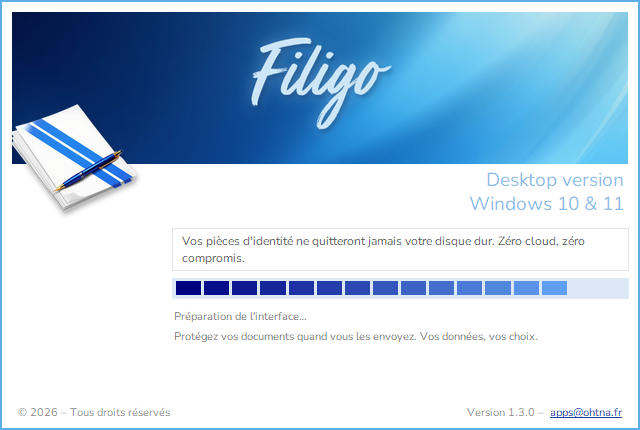 Filigo
Desktop version
Windows 10 & 11
Vos pièces d'identité ne quitteront jamais votre disque dur. Zéro cloud, zéro
compromis.
Préparation de l'interface...
Protégez vos documents quand vous les envoyez. Vos données, vos choix.
© 2026 – Tous droits réservés
Version 1.3.0 – apps@ohtna.fr